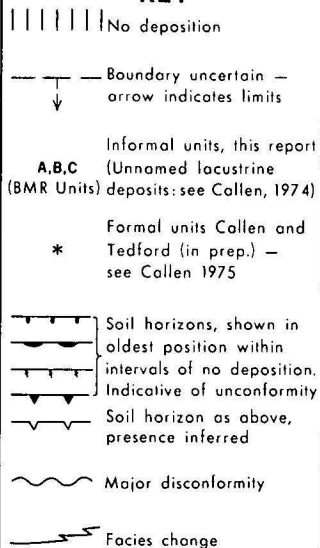 No deposition
Boundary uncertain –
arrow indicates limits
Informal units, this report
A,B,C (Unnamed lacustrine
(BMR Units) deposits: see Callen, 1974)
Formal units Callen and
* Tedford (in prep.) –
see Callen 1975
Soil horizons, shown in
oldest position within
intervals of no deposition.
Indicative of unconformity
Soil horizon as above,
presence inferred
Major disconformity
Facies change